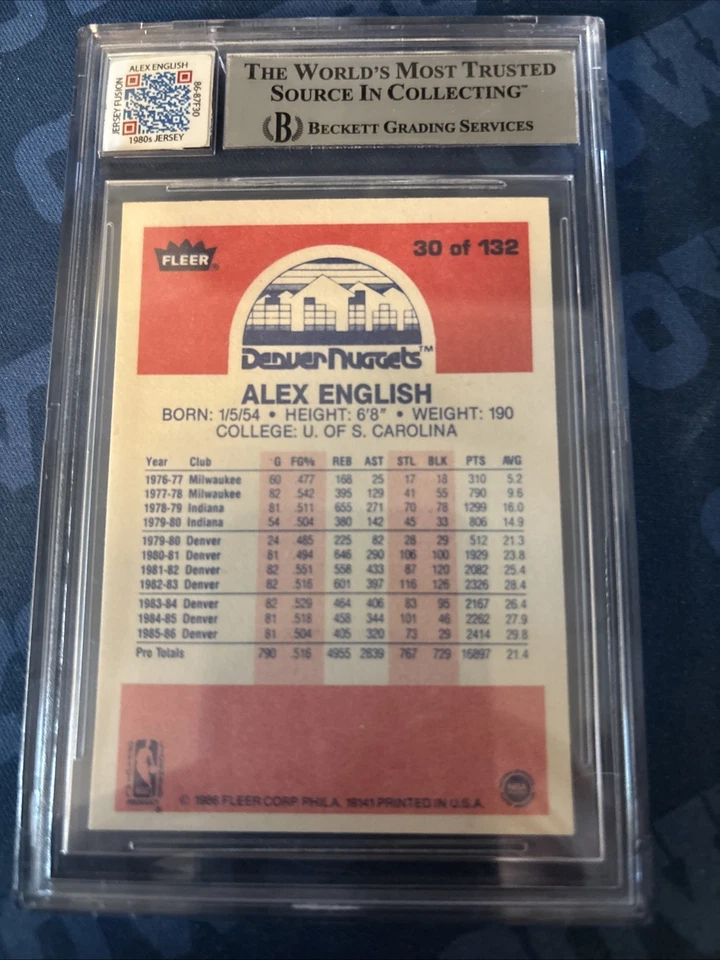 ALEX ENGLISH
JERSEY FUSION
86-87F30
1980s JERSEY
THE WORLD'S MOST TRUSTED
SOURCE IN COLLECTING™
B BECKETT GRADING SERVICES
FLEER®
30 of 132
Denver Nuggets™
ALEX ENGLISH
BORN: 1/5/54 • HEIGHT: 6'8" • WEIGHT: 190
COLLEGE: U. OF S. CAROLINA
Year Club G FG% REB AST STL BLK PTS AVG
1976-77 Milwaukee 60 .477 168 25 17 18 310 5.2
1977-78 Milwaukee 82 .542 395 129 41 55 790 9.6
1978-79 Indiana 81 .511 655 271 70 78 1299 16.0
1979-80 Indiana 54 .504 380 142 45 33 806 14.9
1979-80 Denver 24 .485 225 82 28 29 512 21.3
1980-81 Denver 81 .494 646 290 106 100 1929 23.8
1981-82 Denver 82 .551 558 433 87 120 2082 25.4
1982-83 Denver 82 .516 601 397 116 126 2326 28.4
1983-84 Denver 82 .529 464 406 83 95 2167 26.4
1984-85 Denver 81 .518 458 344 101 46 2262 27.9
1985-86 Denver 81 .504 405 320 73 29 2414 29.8
Pro Totals 790 .516 4955 2839 767 729 16897 21.4
© 1986 FLEER CORP. PHILA. 19141 PRINTED IN U.S.A.